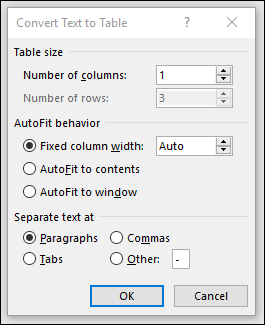 Convert Text to Table ? ×
Table size
Number of columns: 1
Number of rows: 3
AutoFit behavior
Fixed column width: Auto
AutoFit to contents
AutoFit to window
Separate text at
Paragraphs Commas
Tabs Other: -
OK Cancel